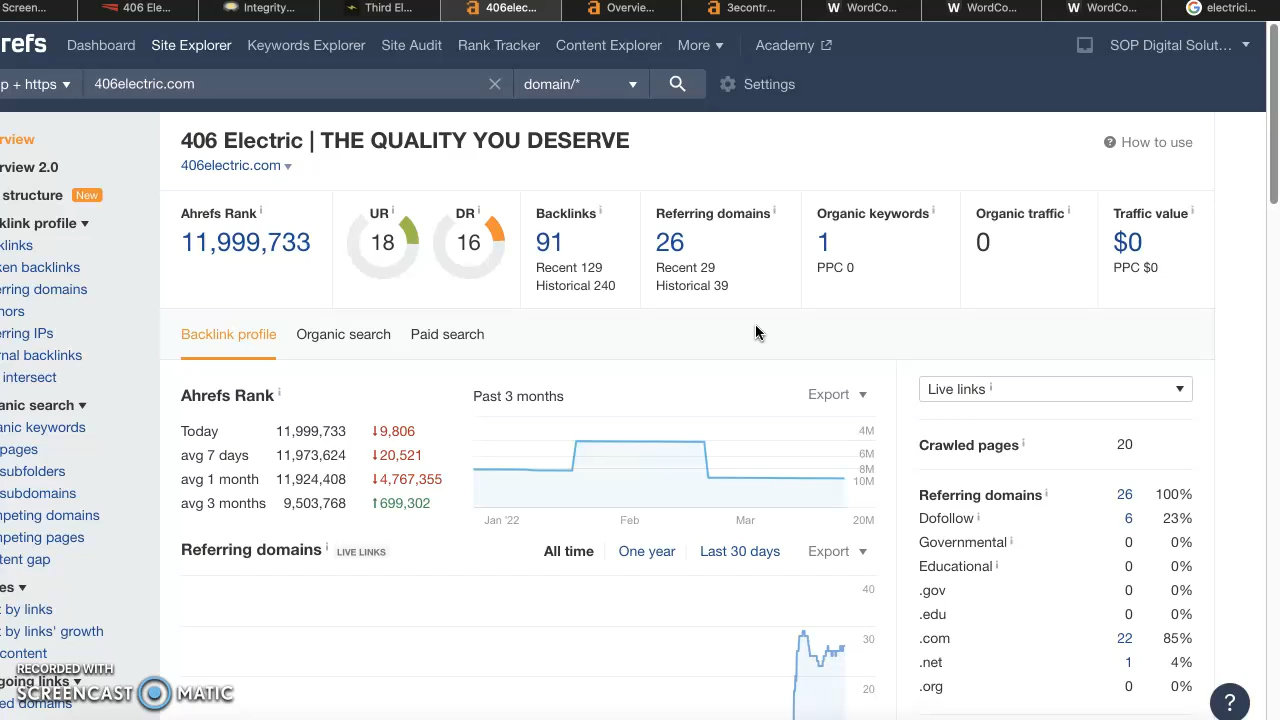 Screen...
406 Ele...
Integrity...
Third El...
406elec...
Overvie...
3econtr...
WordCo...
WordCo...
WordCo...
electrici...
refs
Dashboard
Site Explorer
Keywords Explorer
Site Audit
Rank Tracker
Content Explorer
More
Academy
SOP Digital Solut...
p + https
406electric.com
domain/*
Settings
rview
rview 2.0
structure New
klink profile
klinks
ken backlinks
erring domains
hors
erring IPs
rnal backlinks
intersect
anic search
anic keywords
pages
subfolders
subdomains
mpeting domains
mpeting pages
tent gap
es
t by links
t by links' growth
content
going links
ed domains
406 Electric | THE QUALITY YOU DESERVE
How to use
406electric.com
Ahrefs Rank
11,999,733
UR
18
DR
16
Backlinks
91
Recent 129
Historical 240
Referring domains
26
Recent 29
Historical 39
Organic keywords
1
PPC 0
Organic traffic
0
Traffic value
$0
PPC $0
Backlink profile
Organic search
Paid search
Ahrefs Rank
Today 11,999,733 ↓9,806
avg 7 days 11,973,624 ↓20,521
avg 1 month 11,924,408 ↓4,767,355
avg 3 months 9,503,768 ↑699,302
Past 3 months
Export
4M
6M
8M
10M
20M
Jan '22 Feb Mar
Referring domains LIVE LINKS
All time One year Last 30 days Export
40
30
20
Live links
Crawled pages 20
Referring domains 26 100%
Dofollow 6 23%
Governmental 0 0%
Educational 0 0%
.gov 0 0%
.edu 0 0%
.com 22 85%
.net 1 4%
.org 0 0%
?
RECORDED WITH
SCREENCAST MATIC